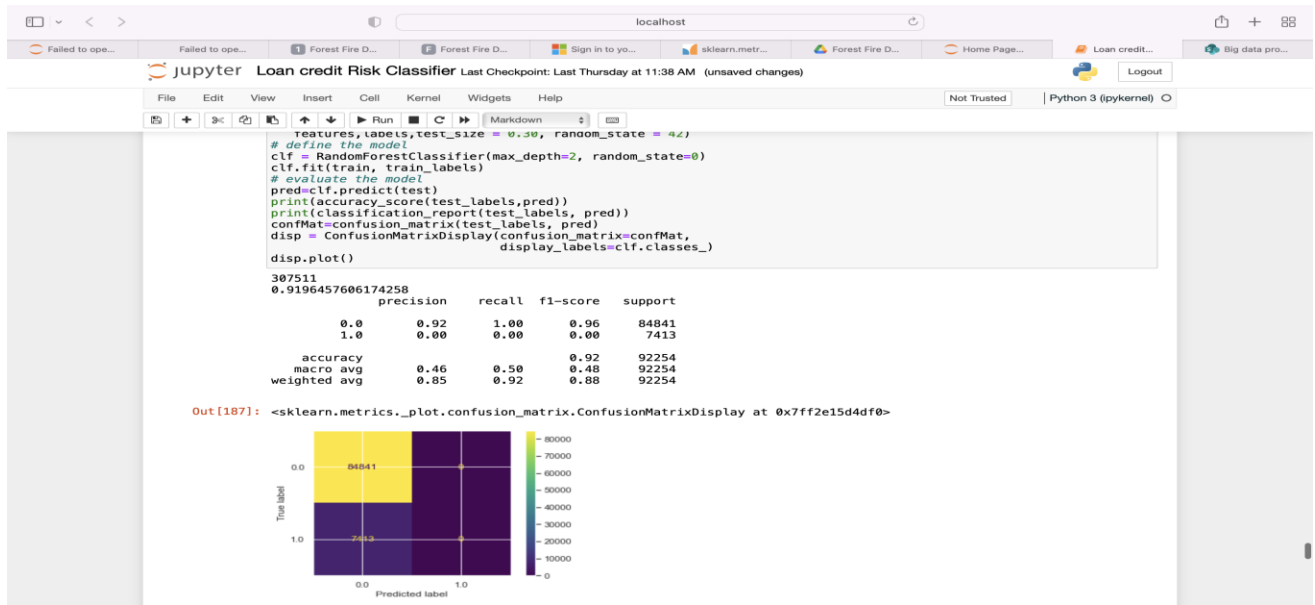 localhost
Failed to ope... Failed to ope... 1 Forest Fire D... F Forest Fire D... Sign in to yo... sklearn.metr... Forest Fire D... Home Page... Loan credit... Big data pro...
jupyter Loan credit Risk Classifier Last Checkpoint: Last Thursday at 11:38 AM (unsaved changes) Logout
File Edit View Insert Cell Kernel Widgets Help Not Trusted Python 3 (ipykernel)
Run Markdown
features,labels,test_size = 0.30, random_state = 42)
# define the model
clf = RandomForestClassifier(max_depth=2, random_state=0)
clf.fit(train, train_labels)
# evaluate the model
pred=clf.predict(test)
print(accuracy_score(test_labels,pred))
print(classification_report(test_labels, pred))
confMat=confusion_matrix(test_labels, pred)
disp = ConfusionMatrixDisplay(confusion_matrix=confMat,
display_labels=clf.classes_)
disp.plot()
307511
0.9196457606174258
precision recall f1-score support
0.0 0.92 1.00 0.96 84841
1.0 0.00 0.00 0.00 7413
accuracy 0.92 92254
macro avg 0.46 0.50 0.48 92254
weighted avg 0.85 0.92 0.88 92254
Out[187]: <sklearn.metrics._plot.confusion_matrix.ConfusionMatrixDisplay at 0x7ff2e15d4df0>
80000
70000
0.0 84841 0
60000
50000
True label
40000
30000
1.0 7413 0
20000
10000
0
0.0 1.0
Predicted label